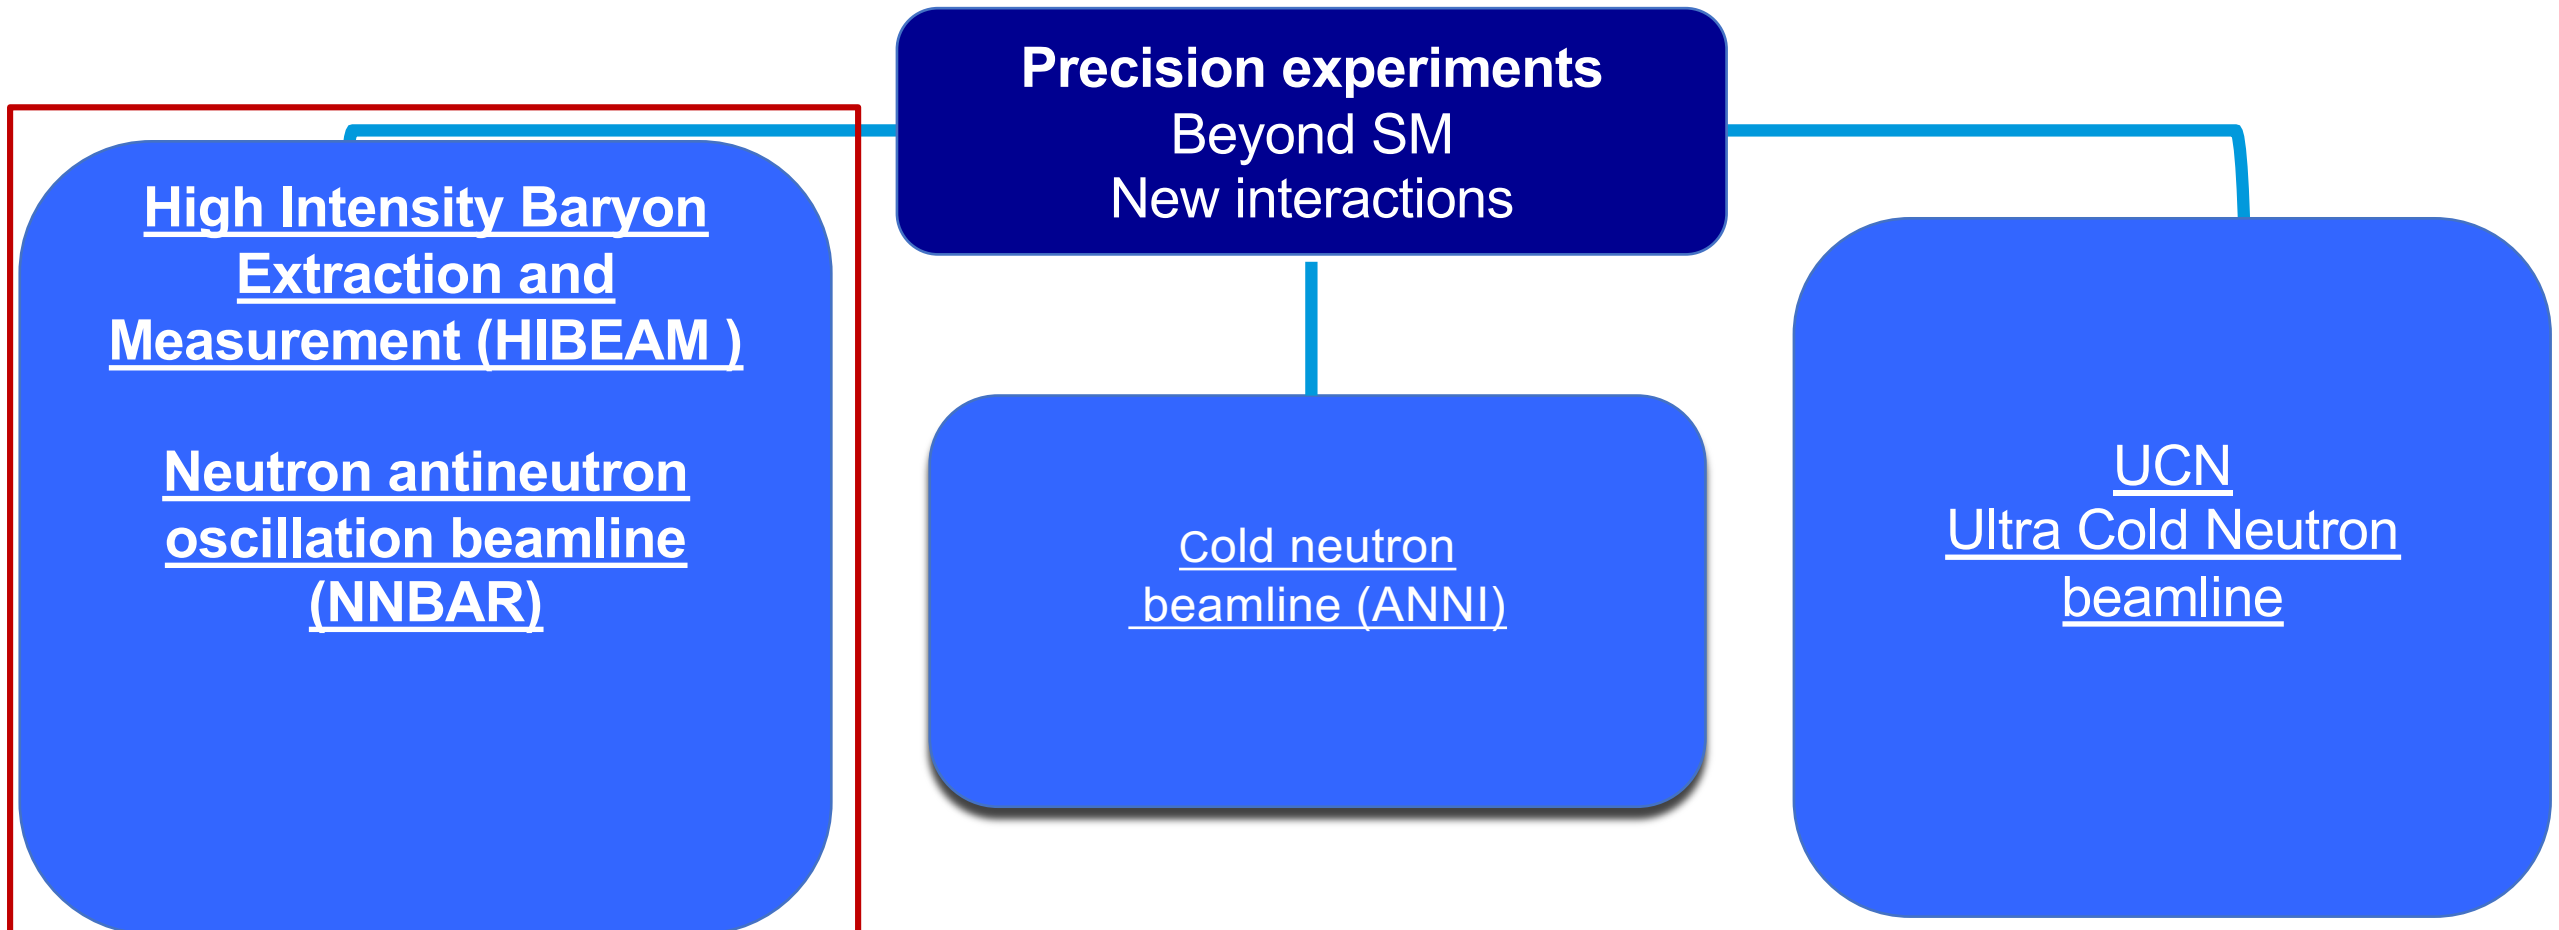 Precision experiments
Beyond SM
New interactions
High Intensity Baryon
Extraction and
Measurement (HIBEAM )
Neutron antineutron
oscillation beamline
(NNBAR)
Cold neutron
beamline (ANNI)
UCN
Ultra Cold Neutron
beamline